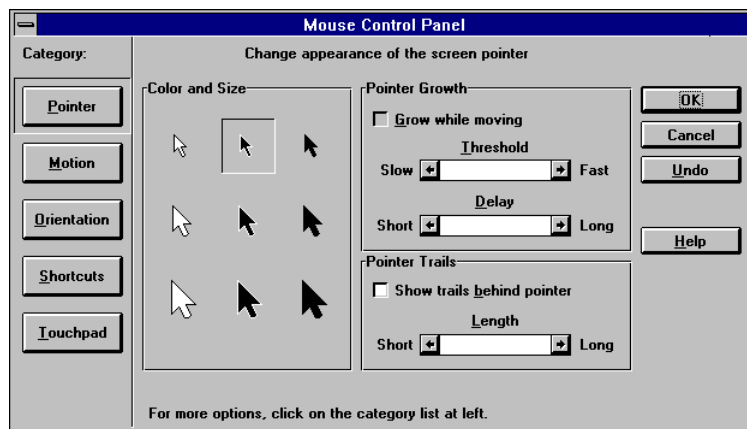 Mouse Control Panel
Category:
Change appearance of the screen pointer
Pointer
Motion
Orientation
Shortcuts
Touchpad
Color and Size
Pointer Growth
Grow while moving
Threshold
Slow Fast
Delay
Short Long
Pointer Trails
Show trails behind pointer
Length
Short Long
OK
Cancel
Undo
Help
For more options, click on the category list at left.